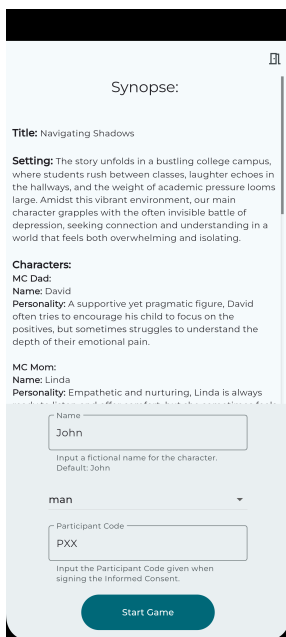 Synopse:
Title: Navigating Shadows
Setting: The story unfolds in a bustling college campus,
where students rush between classes, laughter echoes in
the hallways, and the weight of academic pressure looms
large. Amidst this vibrant environment, our main
character grapples with the often invisible battle of
depression, seeking connection and understanding in a
world that feels both overwhelming and isolating.
Characters:
MC Dad:
Name: David
Personality: A supportive yet pragmatic figure, David
often tries to encourage his child to focus on the
positives, but sometimes struggles to understand the
depth of their emotional pain.
MC Mom:
Name: Linda
Personality: Empathetic and nurturing, Linda is always
Name
John
Input a fictional name for the character.
Default: John
man
Participant Code
PXX
Input the Participant Code given when
signing the Informed Consent.
Start Game